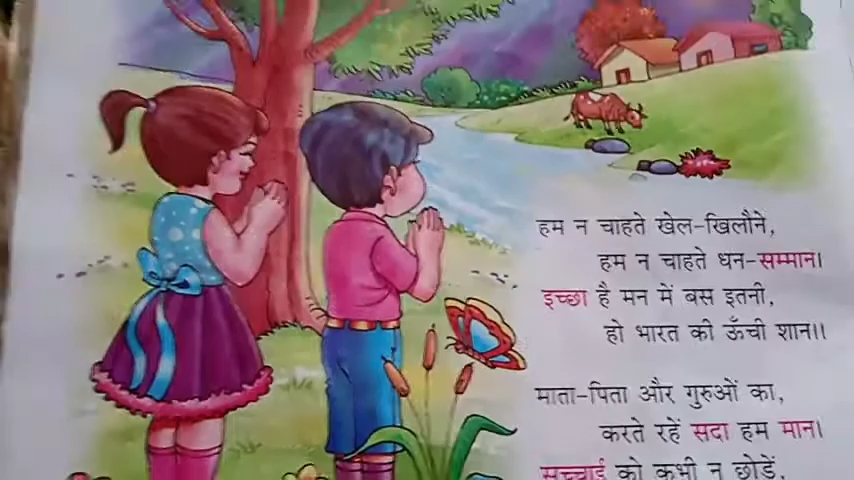 हम न चाहते खेल-खिलौने,
हम न चाहते धन-सम्मान।
इच्छा है मन में बस इतनी,
हो भारत की ऊँची शान।।
माता-पिता और गुरुओं का,
करते रहें सदा हम मान।
सच्चाई को कभी न छोड़ें,